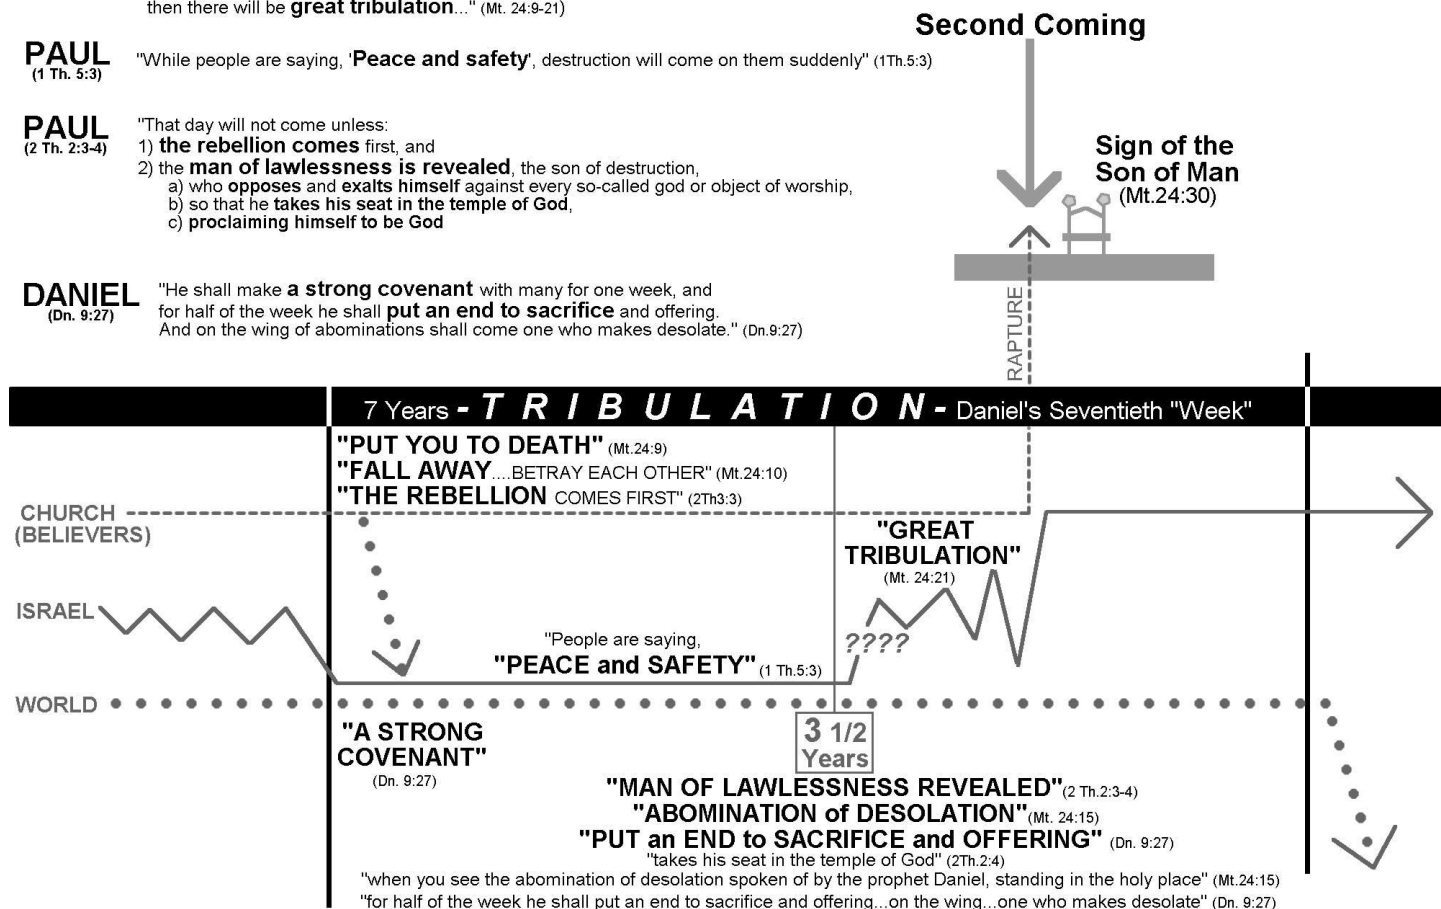 then there will be great tribulation..." (Mt. 24:9-21)
Second Coming
PAUL
(1 Th. 5:3)
"While people are saying, 'Peace and safety', destruction will come on them suddenly" (1Th.5:3)
PAUL
(2 Th. 2:3-4)
"That day will not come unless:
1) the rebellion comes first, and
2) the man of lawlessness is revealed, the son of destruction,
a) who opposes and exalts himself against every so-called god or object of worship,
b) so that he takes his seat in the temple of God,
c) proclaiming himself to be God
Sign of the
Son of Man
(Mt.24:30)
DANIEL
(Dn. 9:27)
"He shall make a strong covenant with many for one week, and
for half of the week he shall put an end to sacrifice and offering.
And on the wing of abominations shall come one who makes desolate." (Dn.9:27)
RAPTURE
7 Years - TRIBULATION - Daniel's Seventieth "Week"
"PUT YOU TO DEATH" (Mt.24:9)
"FALL AWAY....BETRAY EACH OTHER" (Mt.24:10)
"THE REBELLION COMES FIRST" (2Th3:3)
CHURCH
(BELIEVERS)
"GREAT
TRIBULATION"
(Mt. 24:21)
ISRAEL
????
"People are saying,
"PEACE and SAFETY" (1 Th.5:3)
WORLD
"A STRONG
COVENANT"
(Dn. 9:27)
3 1/2
Years
"MAN OF LAWLESSNESS REVEALED" (2 Th.2:3-4)
"ABOMINATION of DESOLATION" (Mt. 24:15)
"PUT an END to SACRIFICE and OFFERING" (Dn. 9:27)
"takes his seat in the temple of God" (2Th.2:4)
"when you see the abomination of desolation spoken of by the prophet Daniel, standing in the holy place" (Mt.24:15)
"for half of the week he shall put an end to sacrifice and offering...on the wing...one who makes desolate" (Dn. 9:27)